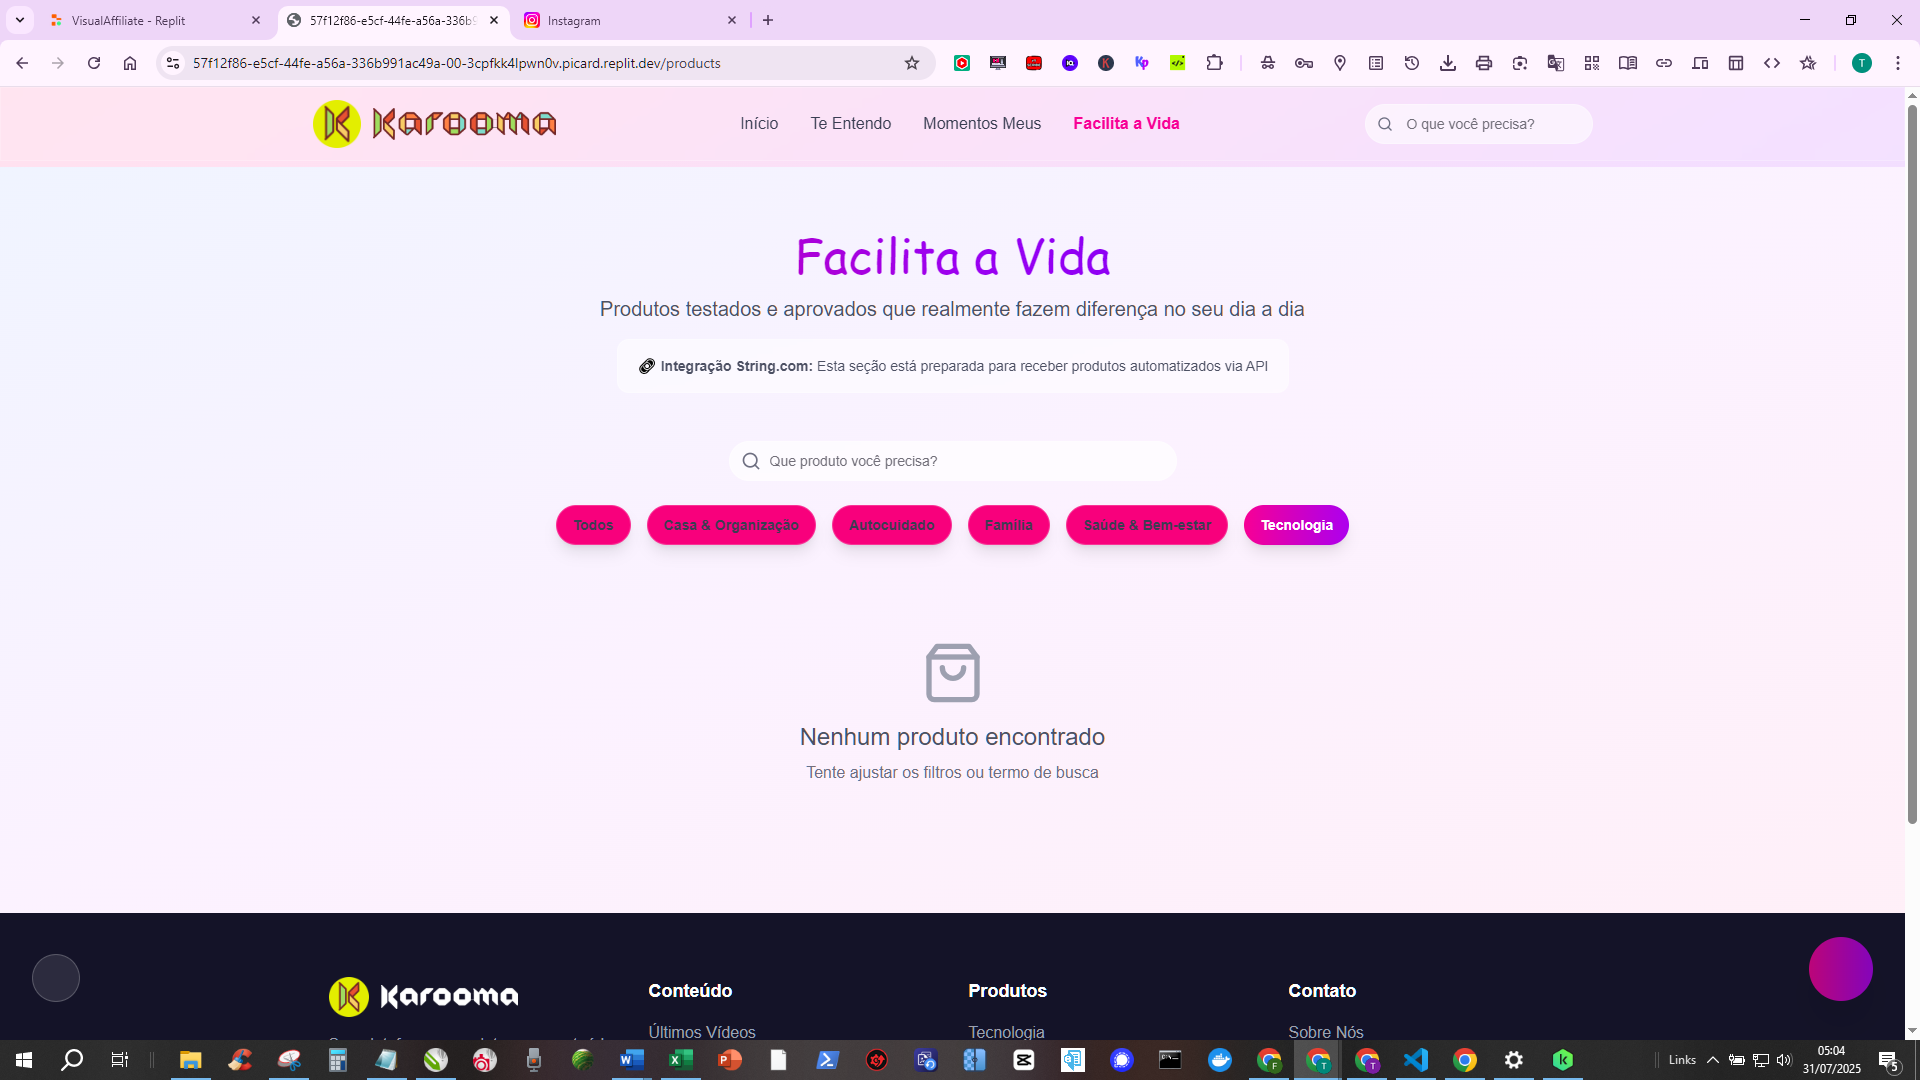 VisualAffiliate - Replit
57f12f86-e5cf-44fe-a56a-336b9
Instagram
57f12f86-e5cf-44fe-a56a-336b991ac49a-00-3cpfkk4lpwn0v.picard.replit.dev/products
T
Karooma
Início
Te Entendo
Momentos Meus
Facilita a Vida
O que você precisa?
Facilita a Vida
Produtos testados e aprovados que realmente fazem diferença no seu dia a dia
Integração String.com: Esta seção está preparada para receber produtos automatizados via API
Que produto você precisa?
Todos
Casa & Organização
Autocuidado
Família
Saúde & Bem-estar
Tecnologia
Nenhum produto encontrado
Tente ajustar os filtros ou termo de busca
Karooma
Conteúdo
Produtos
Contato
Últimos Vídeos
Tecnologia
Sobre Nós
Links
05:04
31/07/2025
5